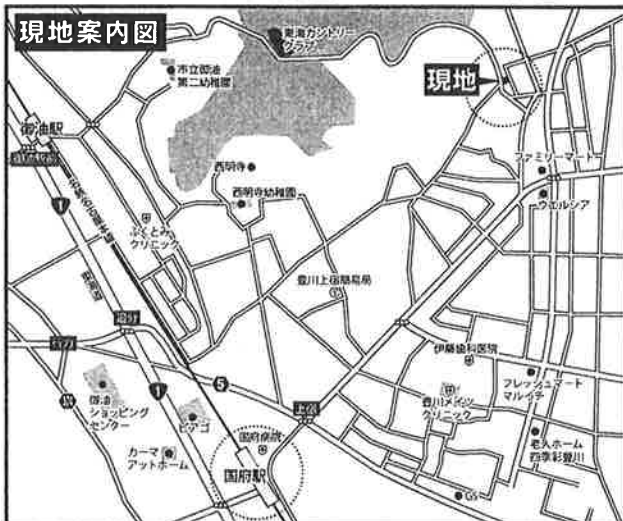 現地案内図
東海カントリー
クラブ
市立御油
第二幼稚園
現地
御油駅
西明寺
西明寺幼稚園
ファミリーマート
ウエルシア
1
ふくとみ
クリニック
豊川上宿簡易局
追分
伊藤歯科医院
5
御油
ショッピング
センター
1
ピアゴ
上宿
豊川メイツ
クリニック
フレッシュマート
マルイチ
カーマ
アットホーム
国府病院
国府駅
老人ホーム
四季彩豊川
GS